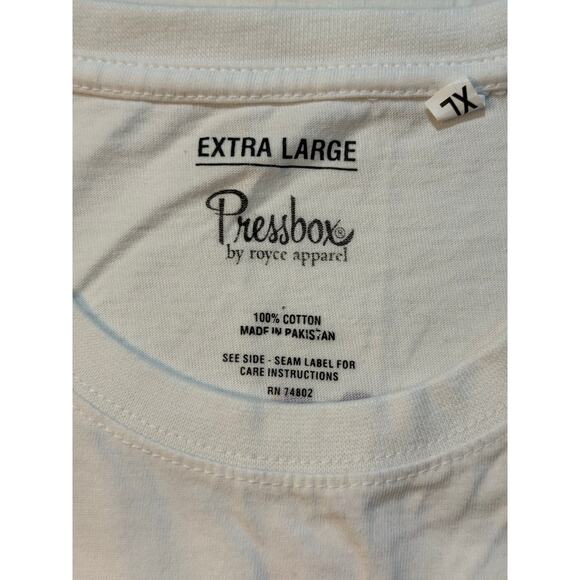 XL
EXTRA LARGE
Pressbox®
by royce apparel
100% COTTON
MADE IN PAKISTAN
SEE SIDE - SEAM LABEL FOR
CARE INSTRUCTIONS
RN 74802